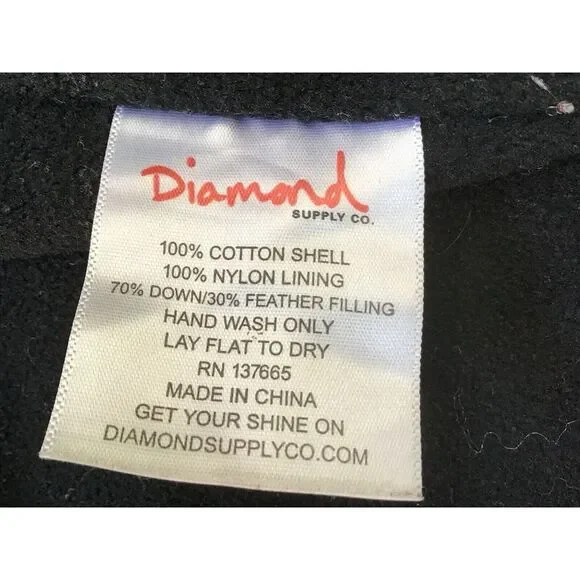 Diamond
SUPPLY CO.
100% COTTON SHELL
100% NYLON LINING
70% DOWN/30% FEATHER FILLING
HAND WASH ONLY
LAY FLAT TO DRY
RN 137665
MADE IN CHINA
GET YOUR SHINE ON
DIAMONDSUPPLYCO.COM